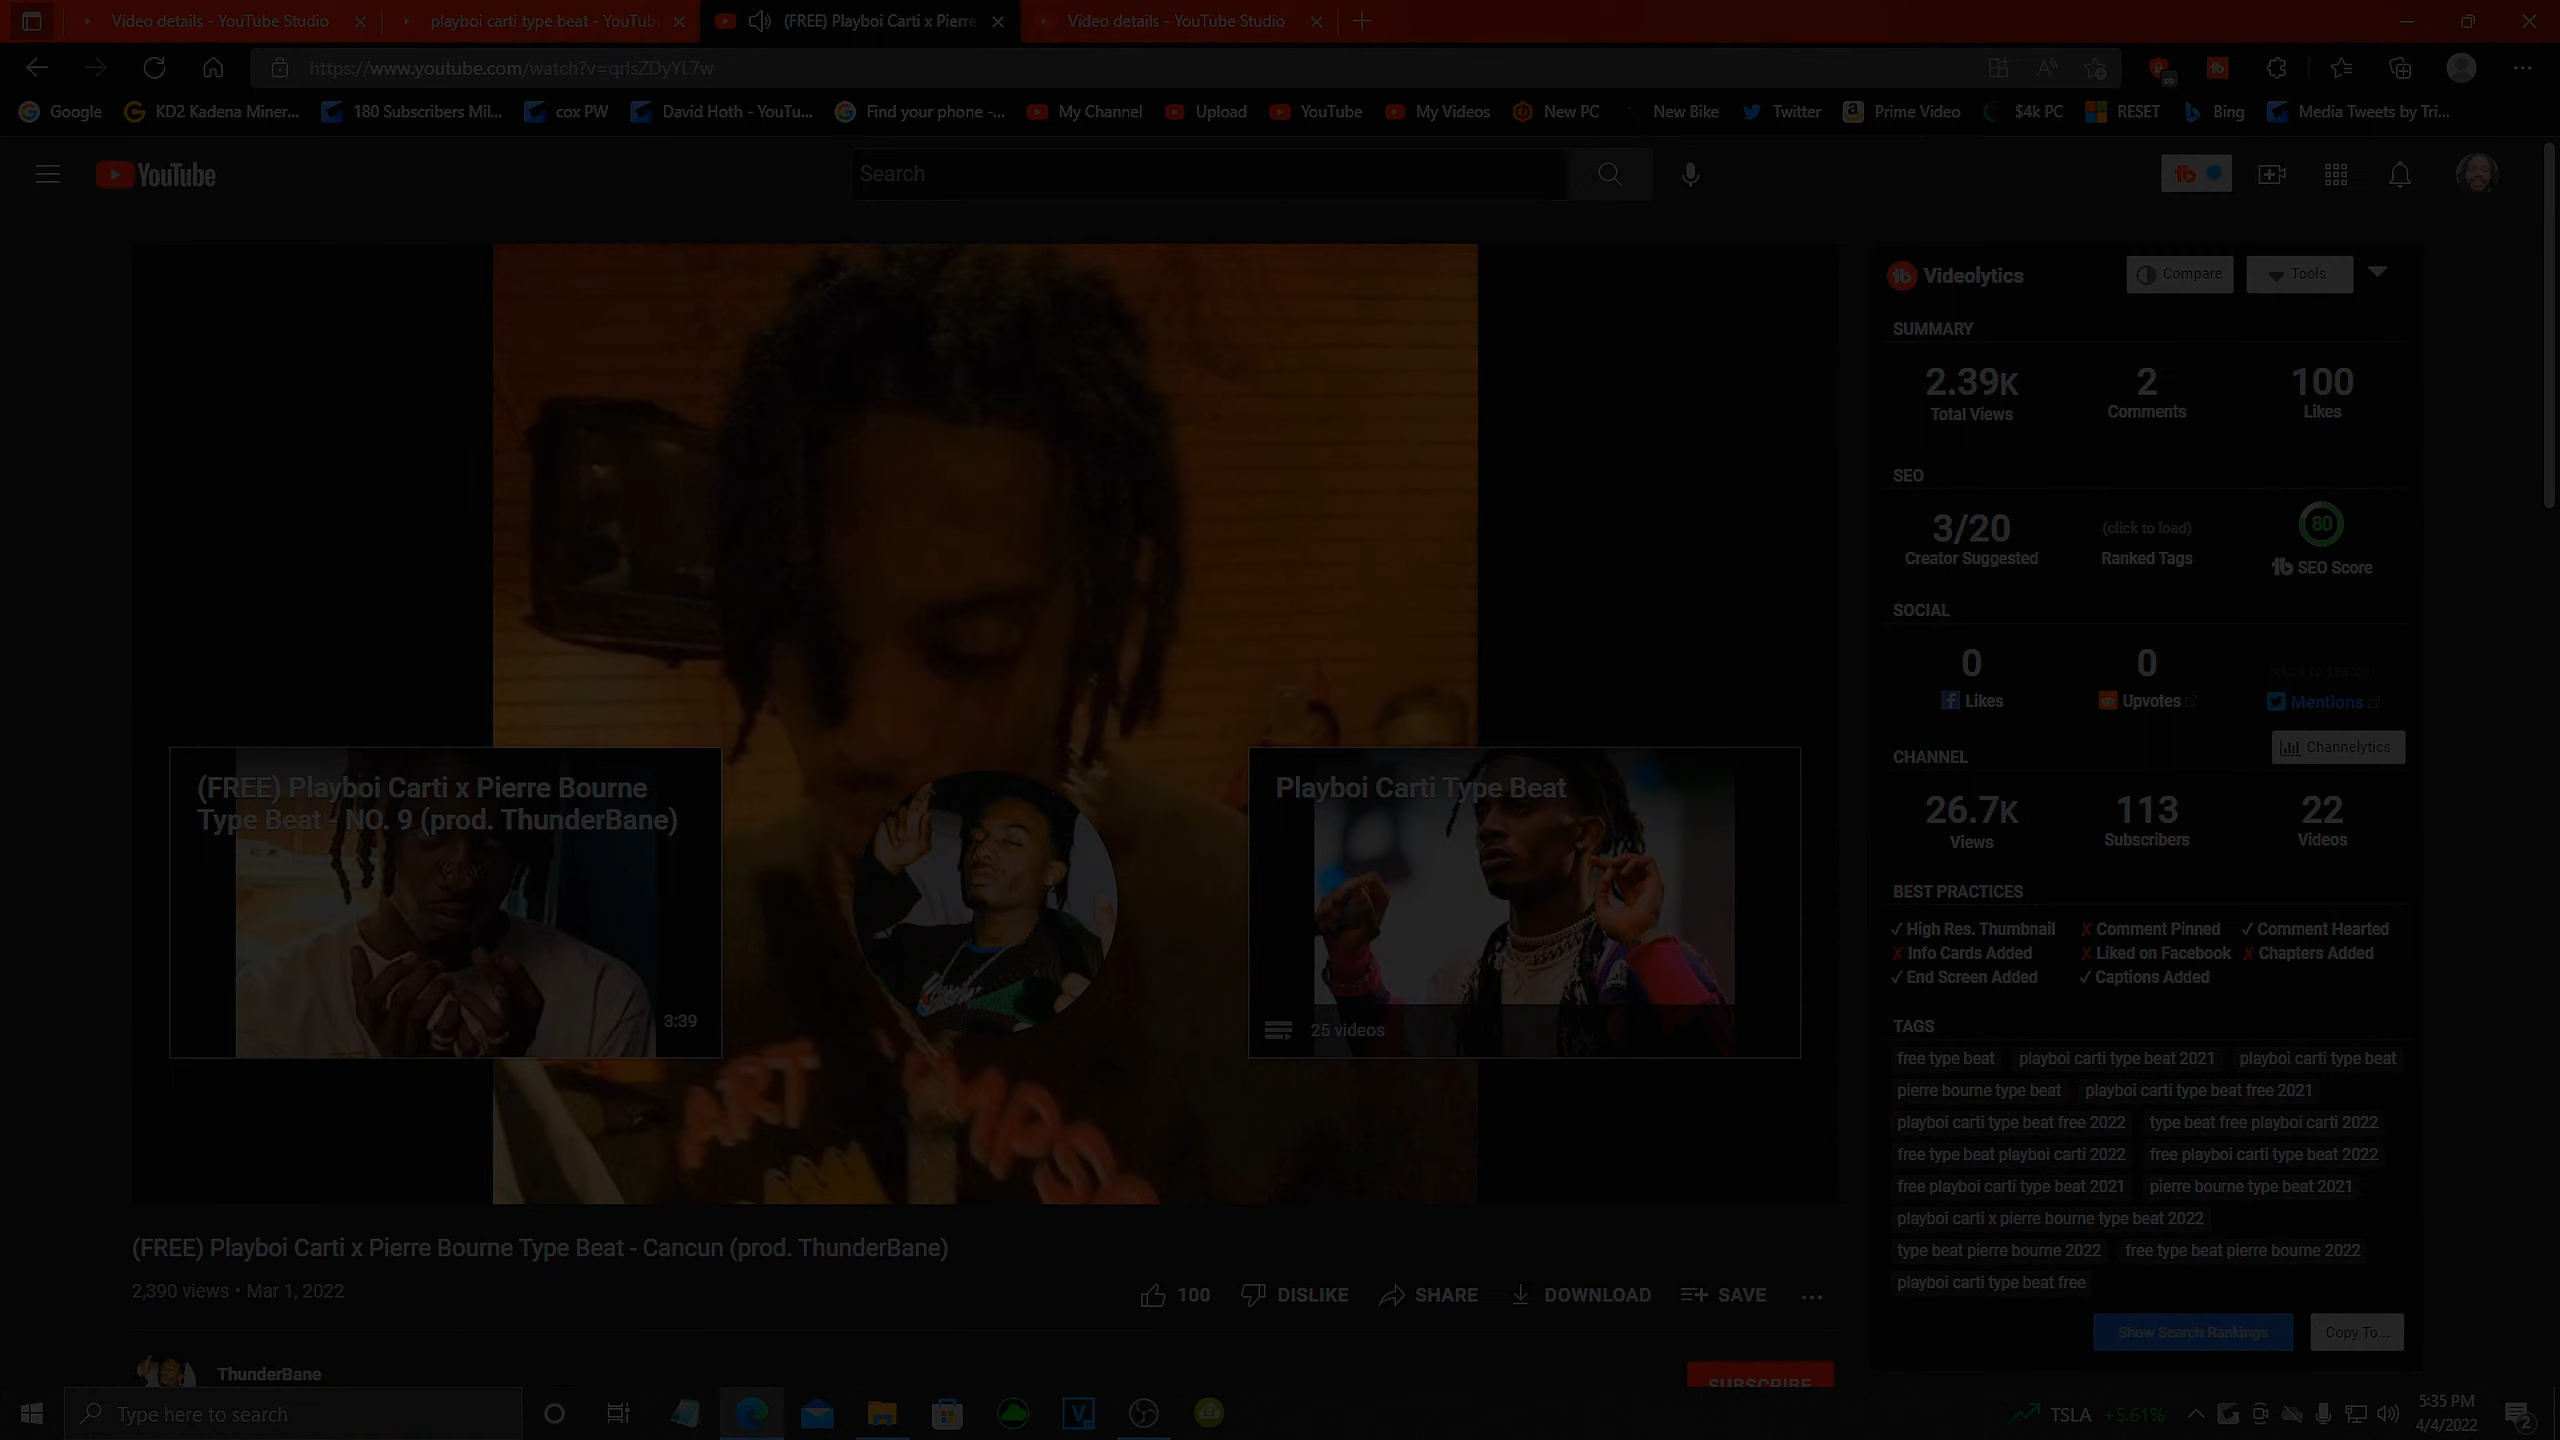 Video details - YouTube Studio
playboi carti type beat - YouTub
(FREE) Playboi Carti x Pierre
Video details - YouTube Studio
https://www.youtube.com/watch?v=qrlsZDyYL7w
Google
KD2 Kadena Miner...
180 Subscribers Mil...
cox PW
David Hoth - YouTu...
Find your phone -...
My Channel
Upload
YouTube
My Videos
New PC
New Bike
Twitter
Prime Video
$4k PC
RESET
Bing
Media Tweets by Tri...
YouTube
Search
(FREE) Playboi Carti x Pierre Bourne
Type Beat - NO. 9 (prod. ThunderBane)
3:39
Playboi Carti Type Beat
25 videos
(FREE) Playboi Carti x Pierre Bourne Type Beat - Cancun (prod. ThunderBane)
2,390 views • Mar 1, 2022
100 DISLIKE SHARE DOWNLOAD SAVE ...
ThunderBane
SUBSCRIBE
Videolytics Compare Tools
SUMMARY
2.39K 2 100
Total Views Comments Likes
SEO
3/20 (click to load) 80
Creator Suggested Ranked Tags SEO Score
SOCIAL
0 0 (click to search)
Likes Upvotes Mentions
CHANNEL Channelytics
26.7K 113 22
Views Subscribers Videos
BEST PRACTICES
✓ High Res. Thumbnail ✗ Comment Pinned ✓ Comment Hearted
✗ Info Cards Added ✗ Liked on Facebook ✗ Chapters Added
✓ End Screen Added ✓ Captions Added
TAGS
free type beat playboi carti type beat 2021 playboi carti type beat
pierre bourne type beat playboi carti type beat free 2021
playboi carti type beat free 2022 type beat free playboi carti 2022
free type beat playboi carti 2022 free playboi carti type beat 2022
free playboi carti type beat 2021 pierre bourne type beat 2021
playboi carti x pierre bourne type beat 2022
type beat pierre bourne 2022 free type beat pierre bourne 2022
playboi carti type beat free
Show Search Rankings Copy To...
Type here to search
TSLA +5.61%
5:35 PM
4/4/2022
2